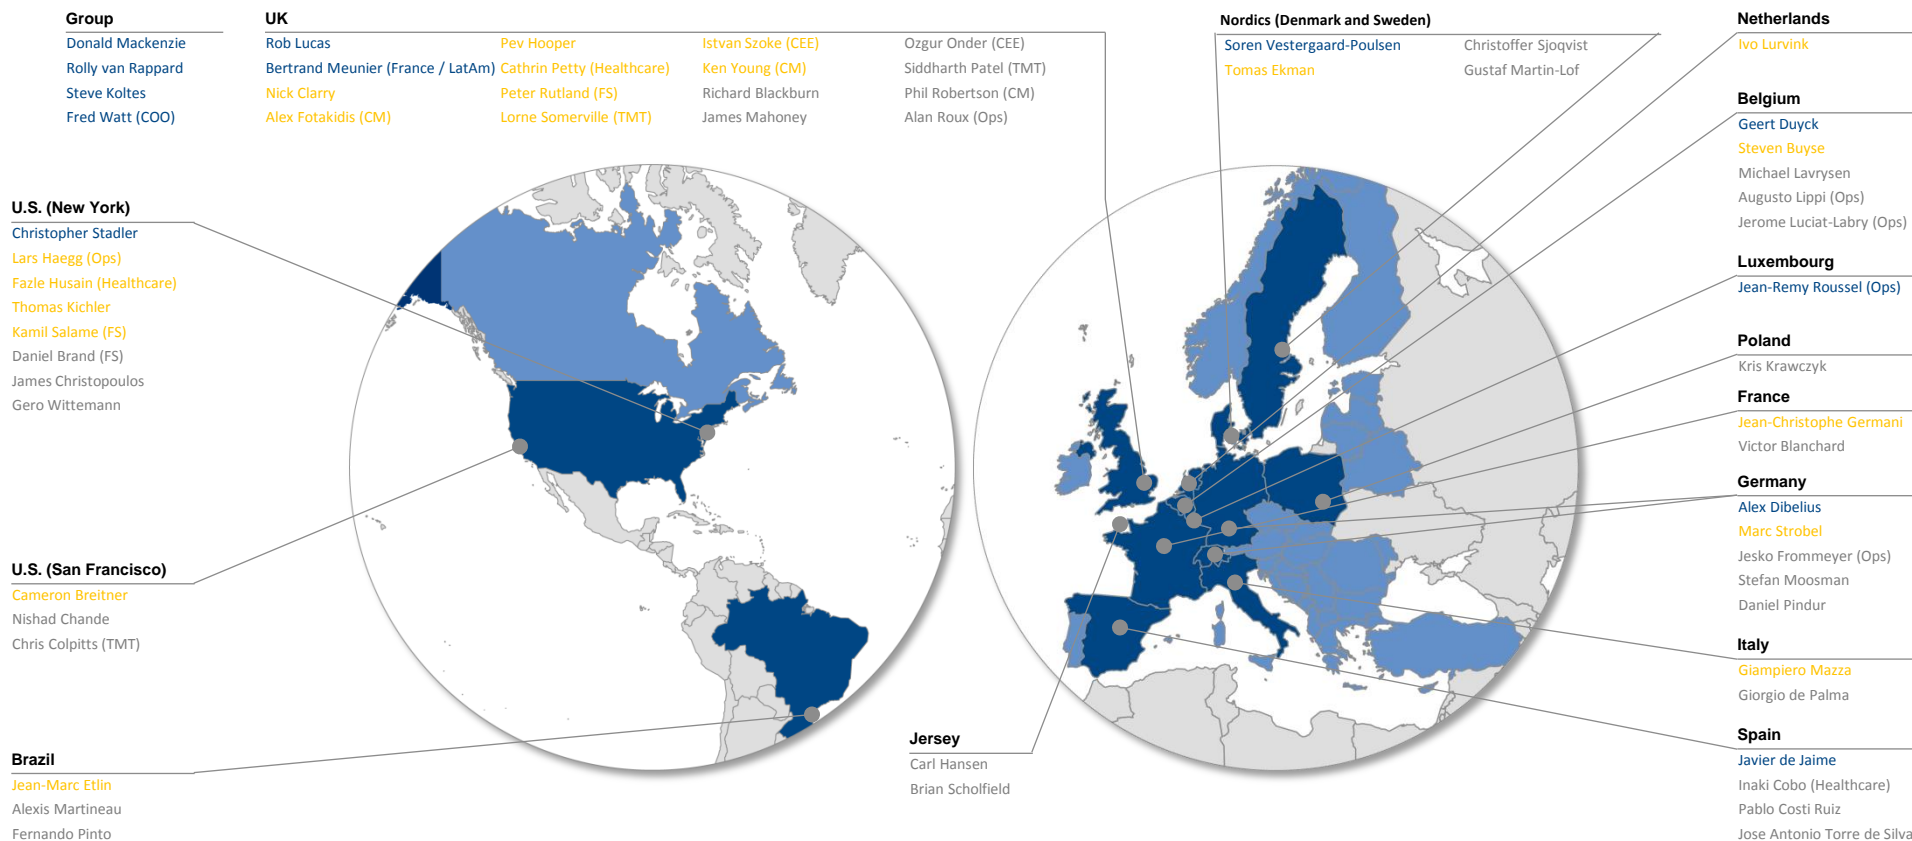 Group
Donald Mackenzie
Rolly van Rappard
Steve Koltes
Fred Watt (COO)
UK
Rob Lucas
Bertrand Meunier (France / LatAm)
Nick Clarry
Alex Fotakidis (CM)
Pev Hooper
Cathrin Petty (Healthcare)
Peter Rutland (FS)
Lorne Somerville (TMT)
Istvan Szoke (CEE)
Ken Young (CM)
Richard Blackburn
James Mahoney
Ozgur Onder (CEE)
Siddharth Patel (TMT)
Phil Robertson (CM)
Alan Roux (Ops)
Nordics (Denmark and Sweden)
Soren Vestergaard-Poulsen
Tomas Ekman
Christoffer Sjoqvist
Gustaf Martin-Lof
Netherlands
Ivo Lurvink
Belgium
Geert Duyck
Steven Buyse
Michael Lavrysen
Augusto Lippi (Ops)
Jerome Luciat-Labry (Ops)
Luxembourg
Jean-Remy Roussel (Ops)
Poland
Kris Krawczyk
France
Jean-Christophe Germani
Victor Blanchard
Germany
Alex Dibelius
Marc Strobel
Jesko Frommeyer (Ops)
Stefan Moosman
Daniel Pindur
Italy
Giampiero Mazza
Giorgio de Palma
Spain
Javier de Jaime
Inaki Cobo (Healthcare)
Pablo Costi Ruiz
Jose Antonio Torre de Silva
U.S. (New York)
Christopher Stadler
Lars Haegg (Ops)
Fazle Husain (Healthcare)
Thomas Kichler
Kamil Salame (FS)
Daniel Brand (FS)
James Christopoulos
Gero Wittemann
U.S. (San Francisco)
Cameron Breitner
Nishad Chande
Chris Colpitts (TMT)
Brazil
Jean-Marc Etlin
Alexis Martineau
Fernando Pinto
Jersey
Carl Hansen
Brian Scholfield